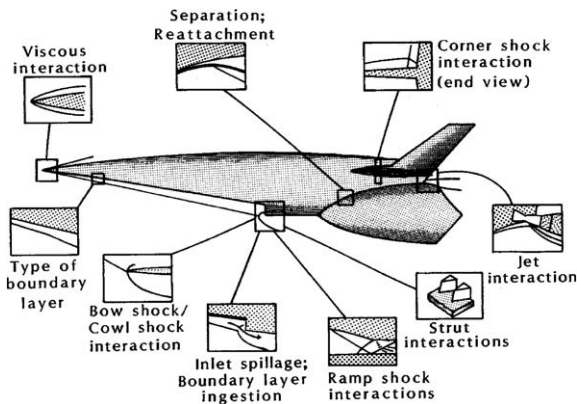 Separation;
Reattachment
Viscous
interaction
Corner shock
interaction
(end view)
Type of
boundary
layer
Bow shock/
Cowl shock
interaction
Inlet spillage;
Boundary layer
ingestion
Ramp shock
interactions
Strut
interactions
Jet
interaction